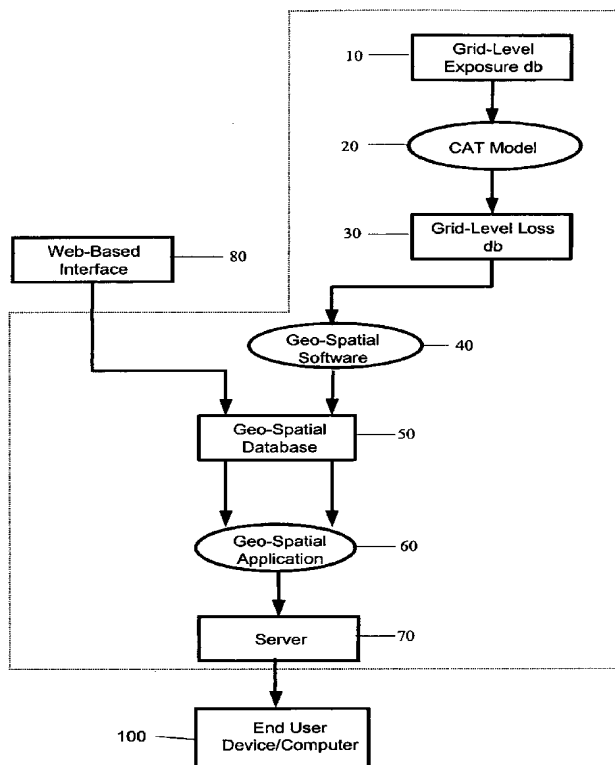 10
Grid-Level
Exposure db
20
CAT Model
30
Grid-Level Loss
db
Web-Based
Interface
80
Geo-Spatial
Software
40
Geo-Spatial
Database
50
Geo-Spatial
Application
60
Server
70
100
End User
Device/Computer